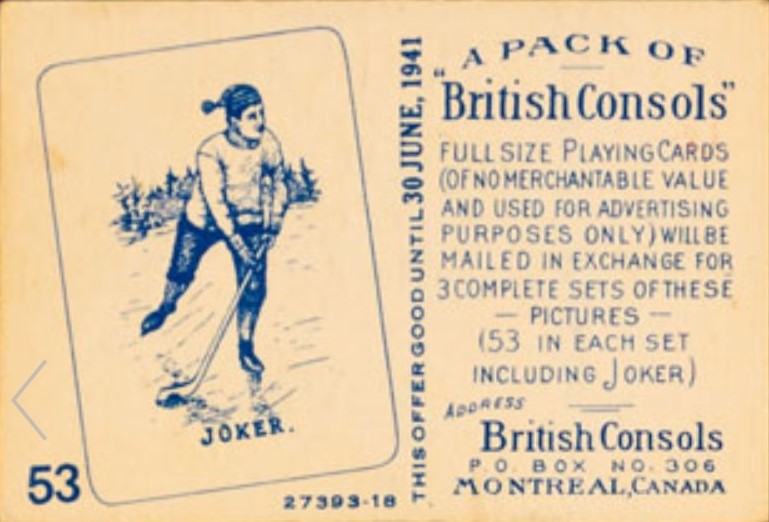 JOKER.
53
27393-18
THIS OFFER GOOD UNTIL 30 JUNE, 1941
A PACK OF
"British Consols"
FULL SIZE PLAYING CARDS
(OF NO MERCHANTABLE VALUE
AND USED FOR ADVERTISING
PURPOSES ONLY) WILL BE
MAILED IN EXCHANGE FOR
3 COMPLETE SETS OF THESE
— PICTURES —
(53 IN EACH SET
INCLUDING JOKER)
ADDRESS
British Consols
P.O. BOX NO. 306
MONTREAL, CANADA